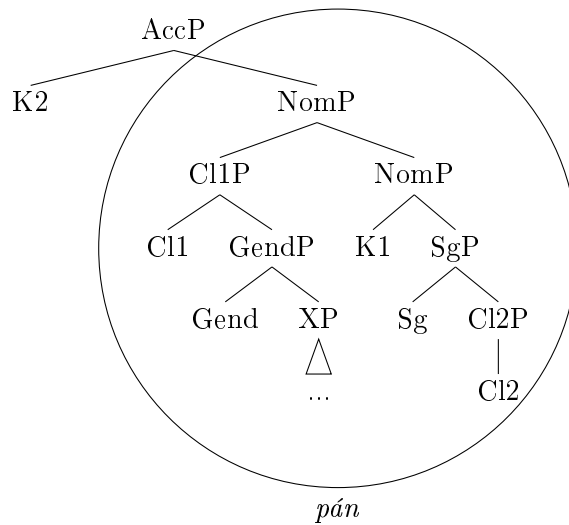 AccP
K2 NomP
Cl1P NomP
Cl1 GendP K1 SgP
Gend XP Sg Cl2P
... Cl2
pán